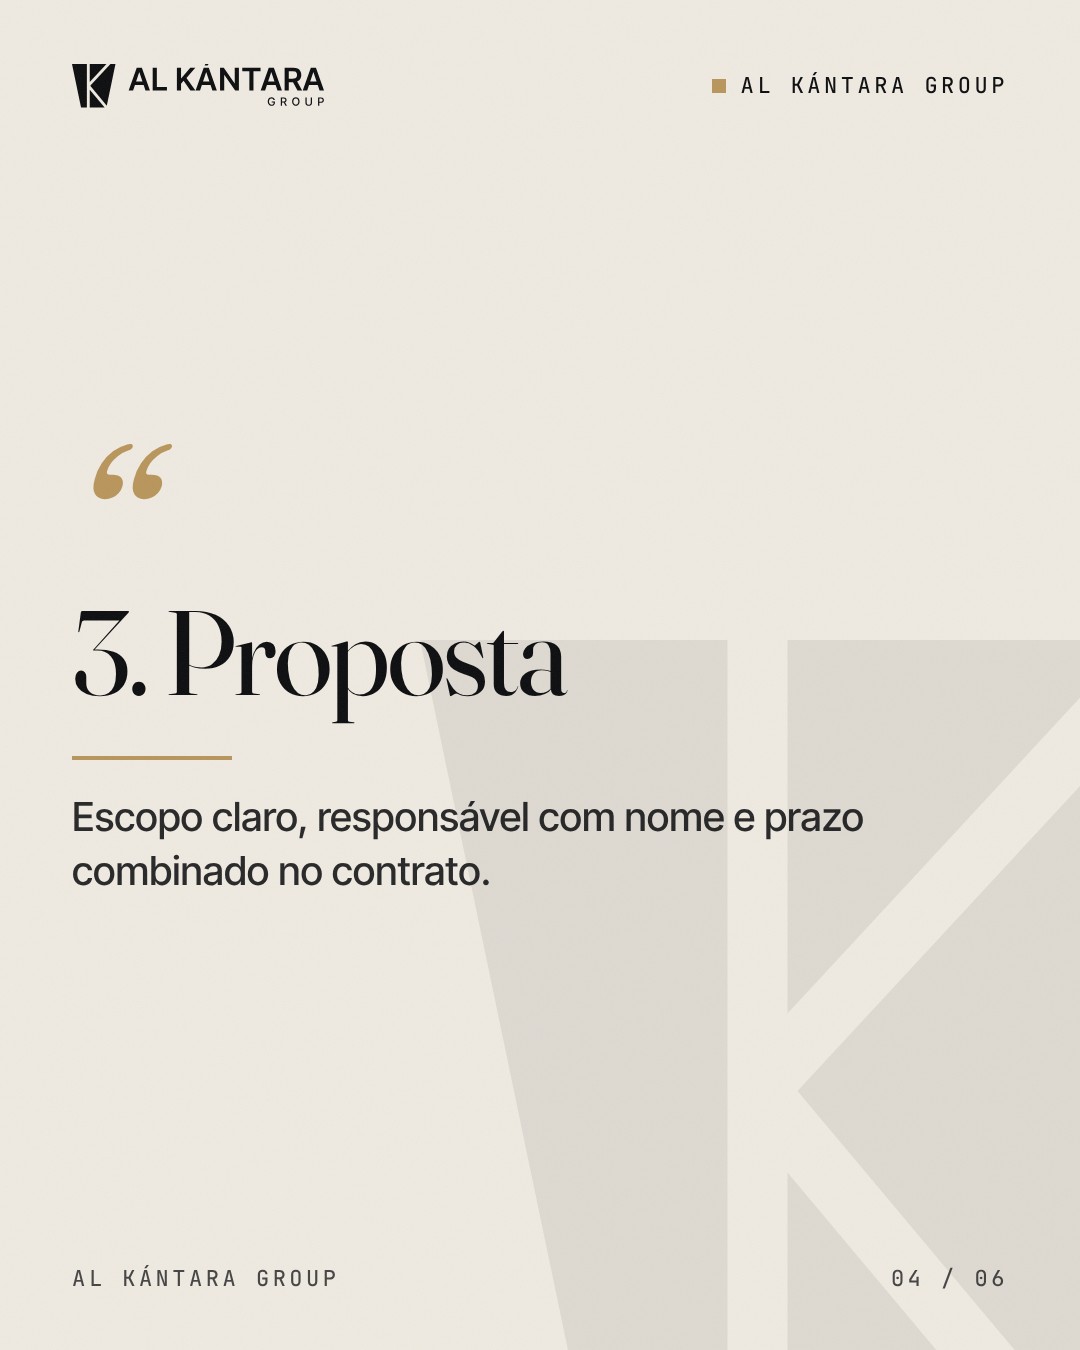 AL KÁNTARA
GROUP
AL KÁNTARA GROUP
“
3. Proposta
Escopo claro, responsável com nome e prazo
combinado no contrato.
AL KÁNTARA GROUP
04 / 06